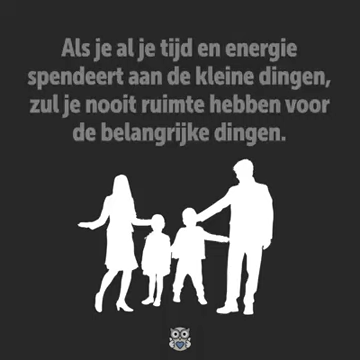 Als je al je tijd en energie
spendeert aan de kleine dingen,
zul je nooit ruimte hebben voor
de belangrijke dingen.